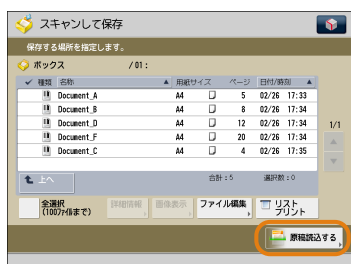 スキャンして保存
保存する場所を指定します。
ボックス /01:
種類 名称 ▲ 用紙サイズ ページ 日付/時刻 ▲
Document_A A4 5 02/26 17:33
Document_B A4 8 02/26 17:34
Document_D A4 12 02/26 17:34
Document_F A4 20 02/26 17:34
Document_C A4 4 02/26 17:35
1/1
上へ 合計:5 選択数:0
全選択 詳細情報 画像表示 ファイル編集 リスト
(100ファイルまで) プリント
原稿読込する